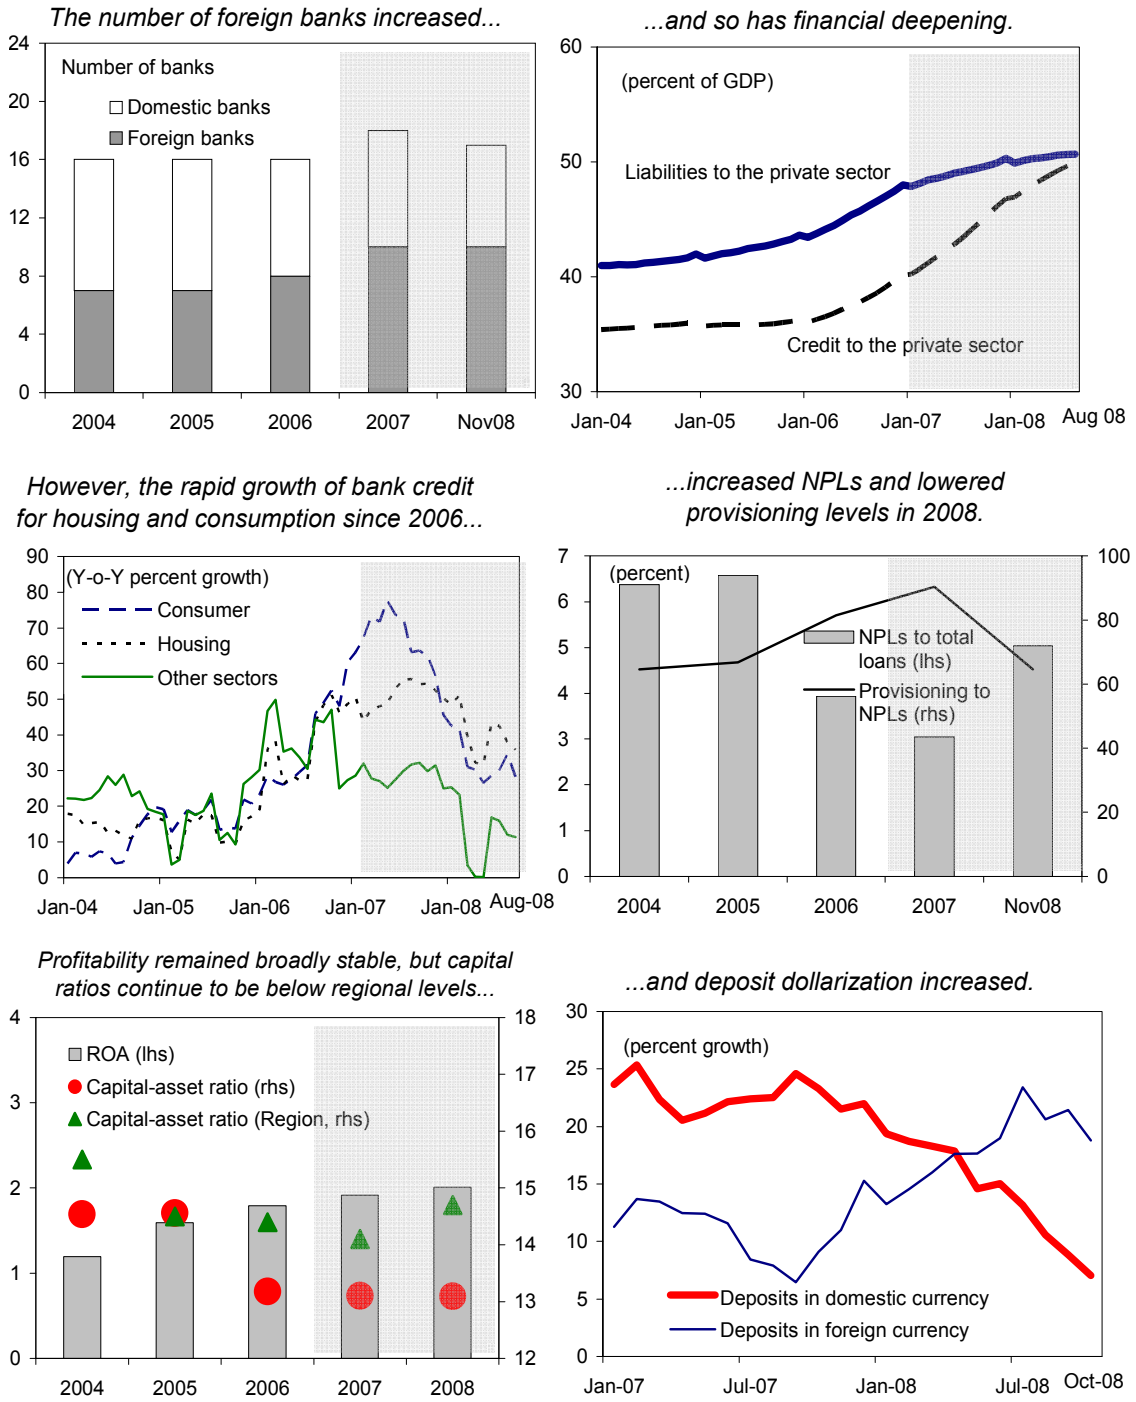 The number of foreign banks increased...
24
20
16
12
8
4
0
Number of banks
Domestic banks
Foreign banks
2004 2005 2006 2007 Nov08
...and so has financial deepening.
60
50
40
30
(percent of GDP)
Liabilities to the private sector
Credit to the private sector
Jan-04 Jan-05 Jan-06 Jan-07 Jan-08 Aug 08
However, the rapid growth of bank credit
for housing and consumption since 2006...
90
80
70
60
50
40
30
20
10
0
(Y-o-Y percent growth)
Consumer
Housing
Other sectors
Jan-04 Jan-05 Jan-06 Jan-07 Jan-08 Aug-08
...increased NPLs and lowered
provisioning levels in 2008.
7
6
5
4
3
2
1
0
(percent)
NPLs to total
loans (lhs)
Provisioning to
NPLs (rhs)
100
80
60
40
20
0
2004 2005 2006 2007 Nov08
Profitability remained broadly stable, but capital
ratios continue to be below regional levels...
4
3
2
1
0
ROA (lhs)
Capital-asset ratio (rhs)
Capital-asset ratio (Region, rhs)
18
17
16
15
14
13
12
2004 2005 2006 2007 2008
...and deposit dollarization increased.
30
25
20
15
10
5
0
(percent growth)
Deposits in domestic currency
Deposits in foreign currency
Jan-07 Jul-07 Jan-08 Jul-08 Oct-08